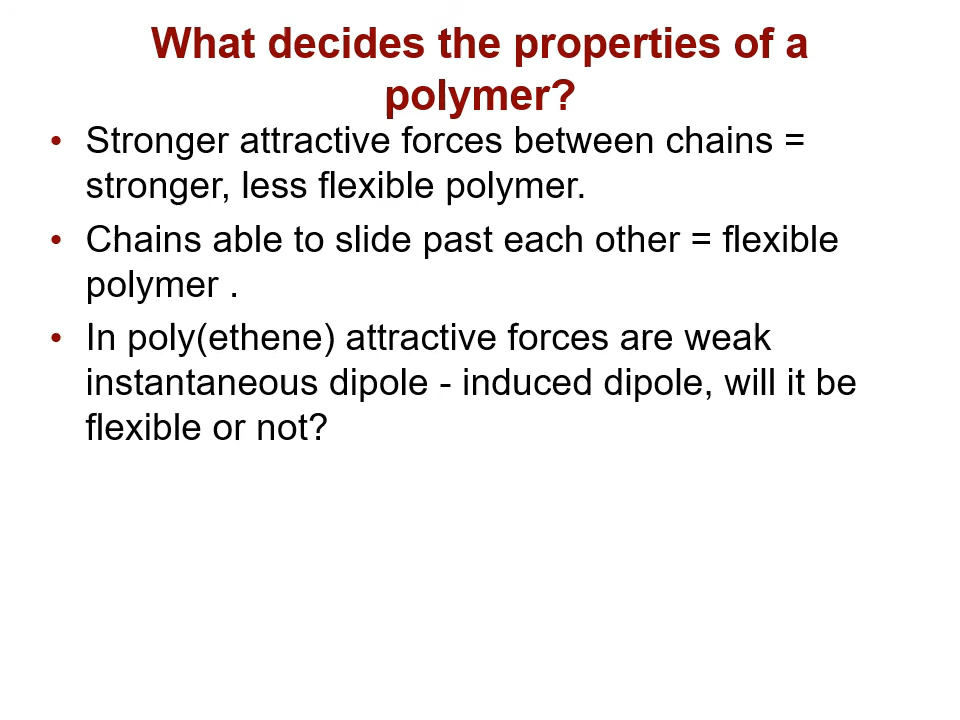 What decides the properties of a
polymer?
• Stronger attractive forces between chains =
stronger, less flexible polymer.
• Chains able to slide past each other = flexible
polymer .
• In poly(ethene) attractive forces are weak
instantaneous dipole - induced dipole, will it be
flexible or not?